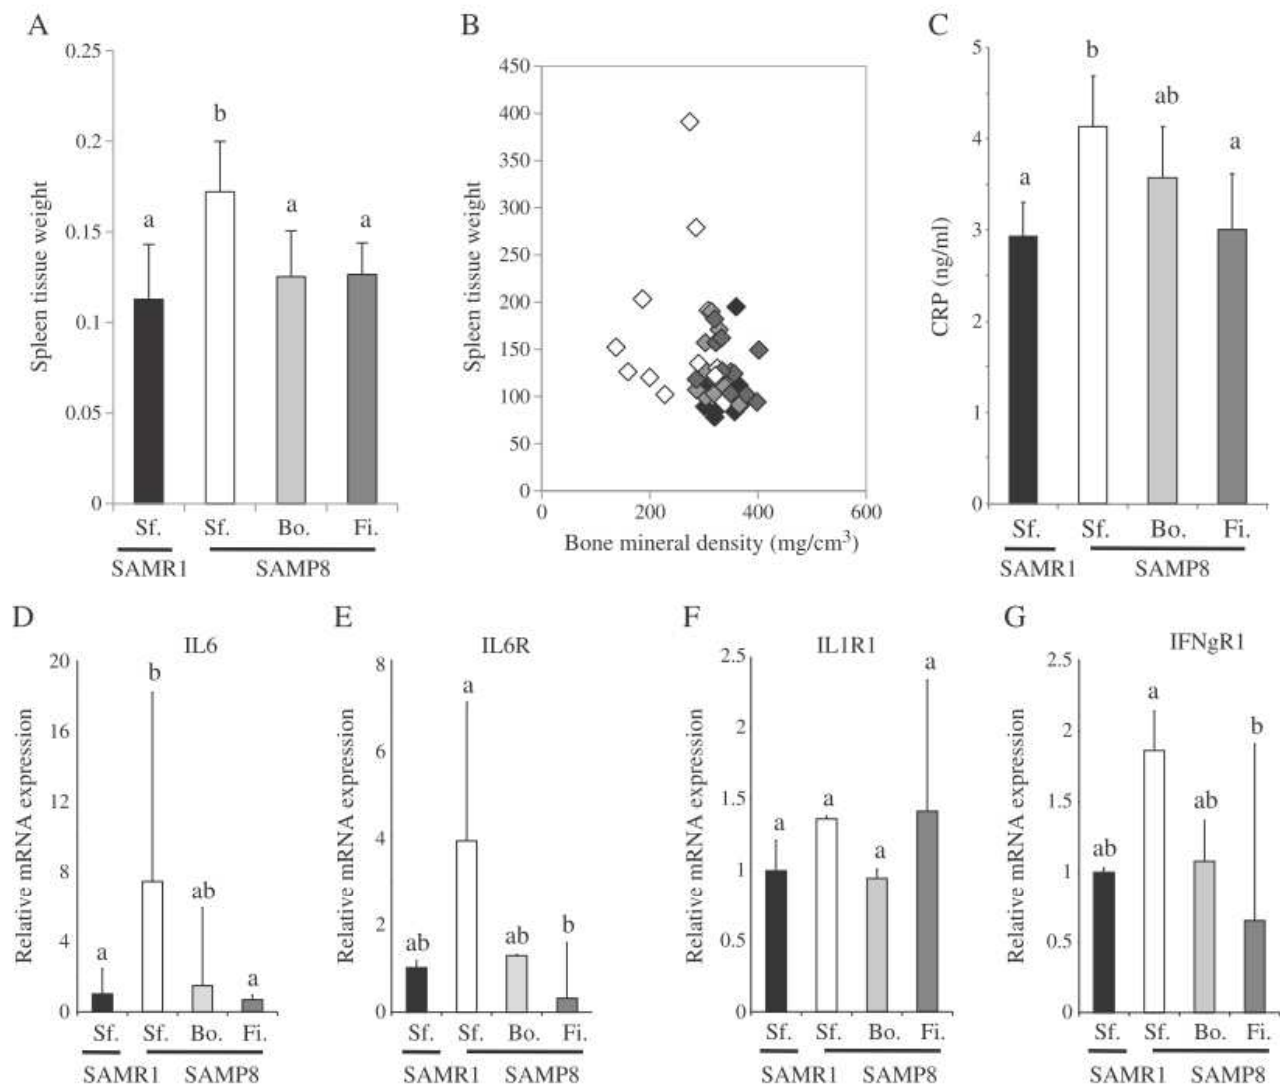 A
0.25
0.2
0.15
0.1
0.05
0
Spleen tissue weight
a
b
a
a
Sf.
Sf.
Bo.
Fi.
SAMR1
SAMP8
B
450
400
350
300
250
200
150
100
50
0
Spleen tissue weight
0
200
400
600
Bone mineral density (mg/cm³)
C
5
4
3
2
1
0
CRP (ng/ml)
a
b
ab
a
Sf.
Sf.
Bo.
Fi.
SAMR1
SAMP8
D
IL6
20
16
12
8
4
0
Relative mRNA expression
a
b
ab
a
Sf.
Sf.
Bo.
Fi.
SAMR1
SAMP8
E
IL6R
8
6
4
2
0
Relative mRNA expression
ab
a
ab
b
Sf.
Sf.
Bo.
Fi.
SAMR1
SAMP8
F
IL1R1
2.5
2
1.5
1
0.5
0
Relative mRNA expression
a
a
a
a
Sf.
Sf.
Bo.
Fi.
SAMR1
SAMP8
G
IFNgR1
2.5
2
1.5
1
0.5
0
Relative mRNA expression
ab
a
ab
b
Sf.
Sf.
Bo.
Fi.
SAMR1
SAMP8